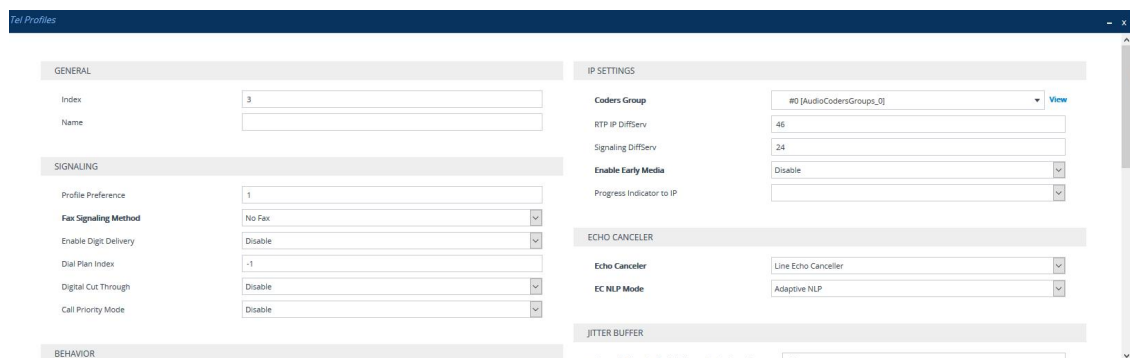 Tel Profiles
– x
GENERAL
Index 3
Name
SIGNALING
Profile Preference 1
Fax Signaling Method No Fax
Enable Digit Delivery Disable
Dial Plan Index -1
Digital Cut Through Disable
Call Priority Mode Disable
BEHAVIOR
IP SETTINGS
Coders Group #0 [AudioCodersGroups_0] View
RTP IP DiffServ 46
Signaling DiffServ 24
Enable Early Media Disable
Progress Indicator to IP
ECHO CANCELER
Echo Canceler Line Echo Canceller
EC NLP Mode Adaptive NLP
JITTER BUFFER